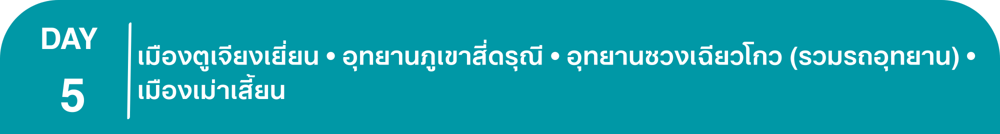 DAY
5
เมืองตูเจียงเยี่ยน • อุทยานภูเขาสี่ดรุณี • อุทยานซวงเฉียวโกว (รวมรถอุทยาน) •
เมืองเม่าเสี้ยน